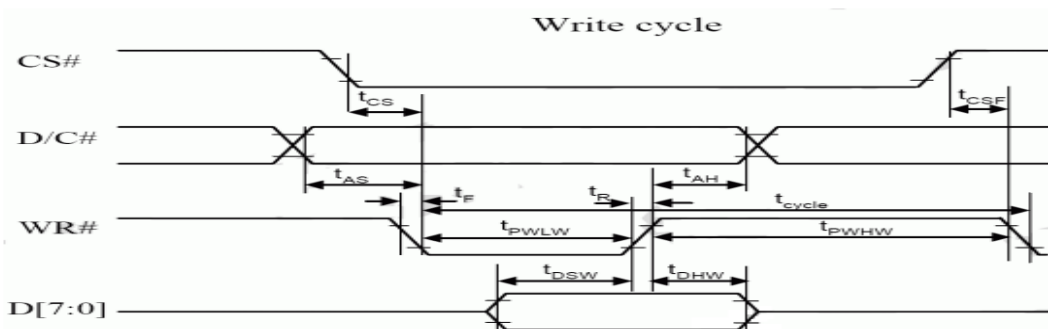 Write cycle
CS#
tCS
tCSF
D/C#
tAS
tAH
tF
tR
tcycle
WR#
tPWLW
tPWHW
tDSW
tDHW
D[7:0]